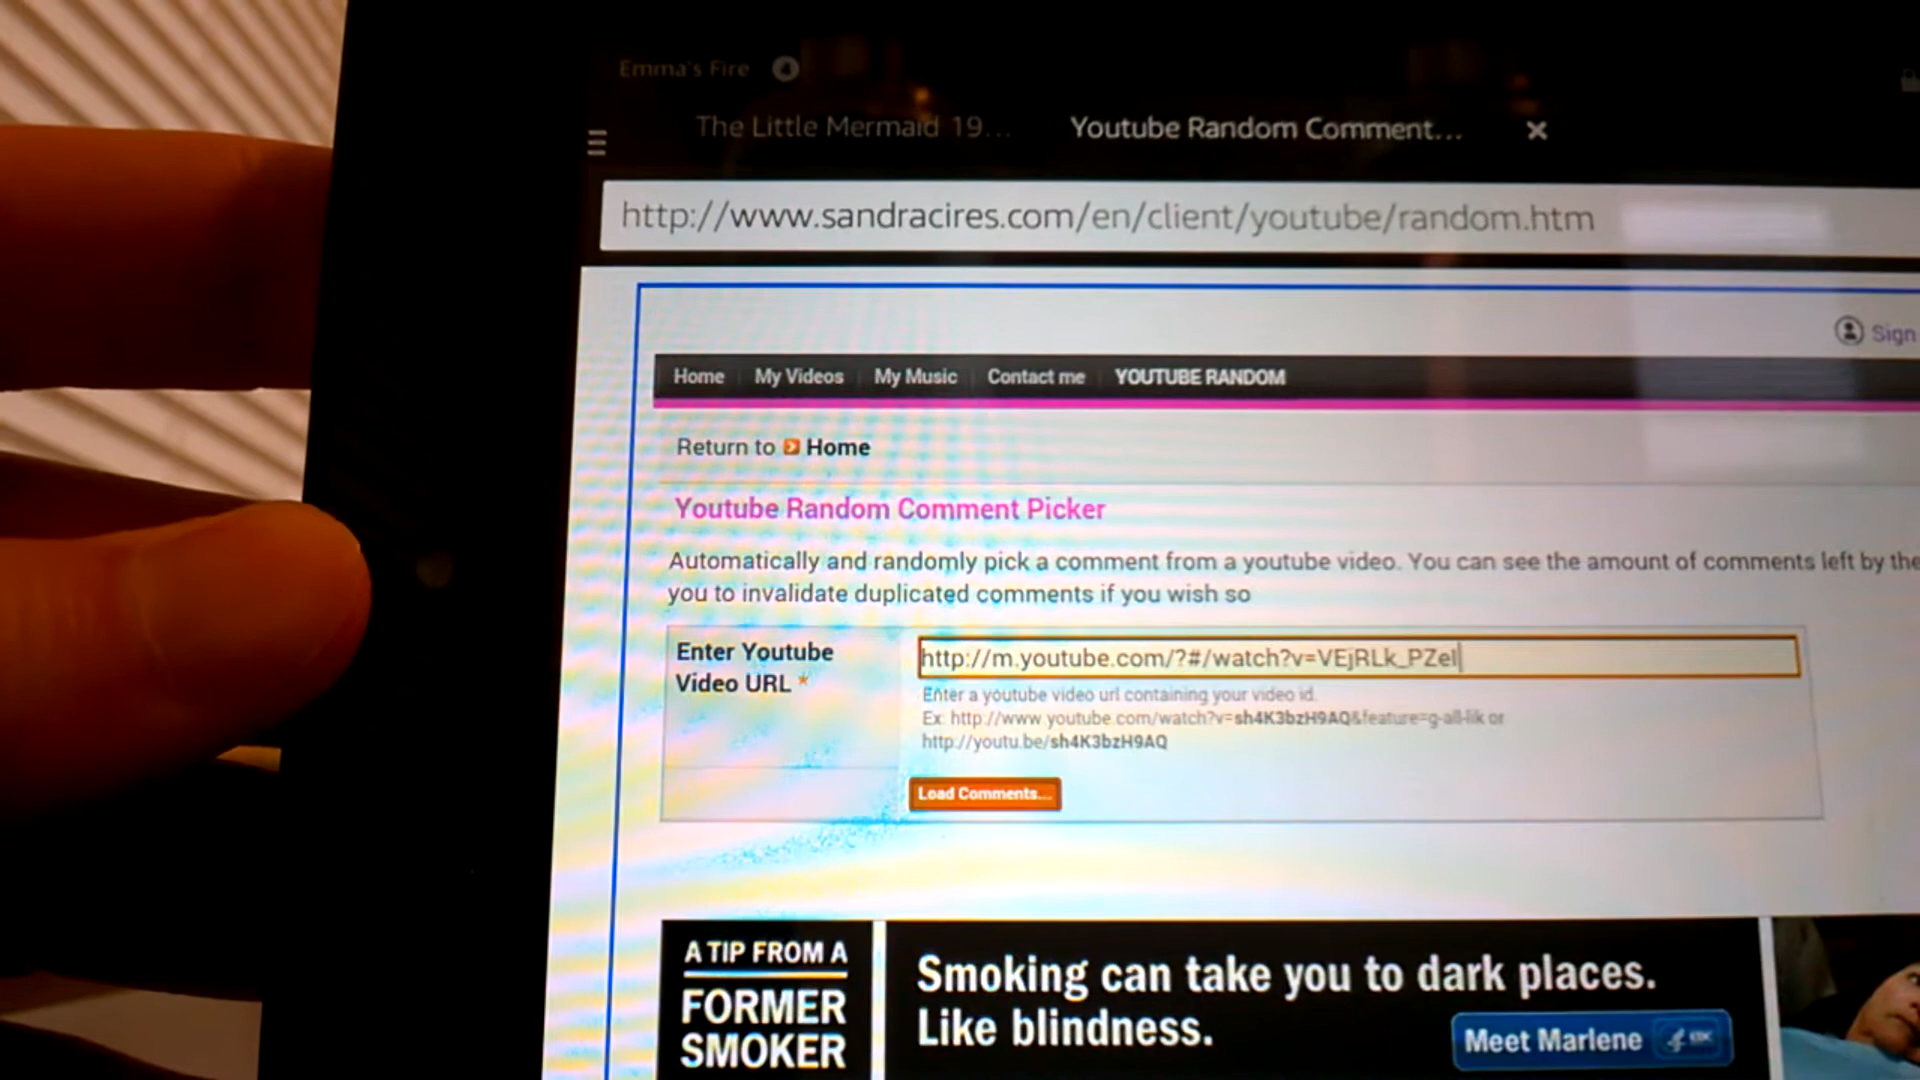 Emma's Fire 4
The Little Mermaid 19... Youtube Random Comment... ×
http://www.sandracires.com/en/client/youtube/random.htm
Sign
Home My Videos My Music Contact me YOUTUBE RANDOM
Return to Home
Youtube Random Comment Picker
Automatically and randomly pick a comment from a youtube video. You can see the amount of comments left by the
you to invalidate duplicated comments if you wish so
Enter Youtube
Video URL *
http://m.youtube.com/?#/watch?v=VEjRLk_PZeI
Enter a youtube video url containing your video id.
Ex: http://www.youtube.com/watch?v=sh4K3bzH9AQ&feature=g-all-lik or
http://youtu.be/sh4K3bzH9AQ
Load Comments...
A TIP FROM A
FORMER
SMOKER
Smoking can take you to dark places.
Like blindness.
Meet Marlene